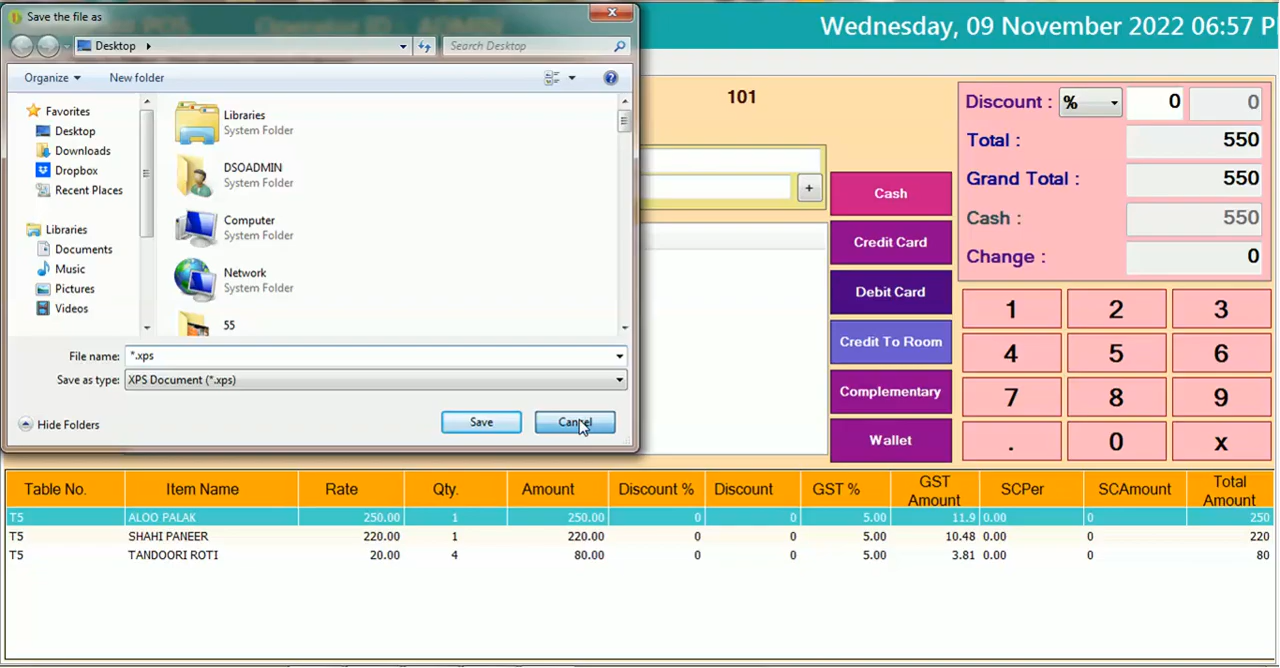 Save the file as
Wednesday, 09 November 2022 06:57 P
Desktop
Search Desktop
Organize
New folder
Favorites
Desktop
Downloads
Dropbox
Recent Places
Libraries
Documents
Music
Pictures
Videos
Libraries
System Folder
DSOADMIN
System Folder
Computer
System Folder
Network
System Folder
55
File name: *.xps
Save as type: XPS Document (*.xps)
Hide Folders
Save
Cancel
101
+
Cash
Credit Card
Debit Card
Credit To Room
Complementary
Wallet
Discount : % 0 0
Total : 550
Grand Total : 550
Cash : 550
Change : 0
1 2 3
4 5 6
7 8 9
. 0 x
Table No. Item Name Rate Qty. Amount Discount % Discount GST % GST Amount SCPer SCAmount Total Amount
T5 ALOO PALAK 250.00 1 250.00 0 0 5.00 11.9 0.00 0 250
T5 SHAHI PANEER 220.00 1 220.00 0 0 5.00 10.48 0.00 0 220
T5 TANDOORI ROTI 20.00 4 80.00 0 0 5.00 3.81 0.00 0 80